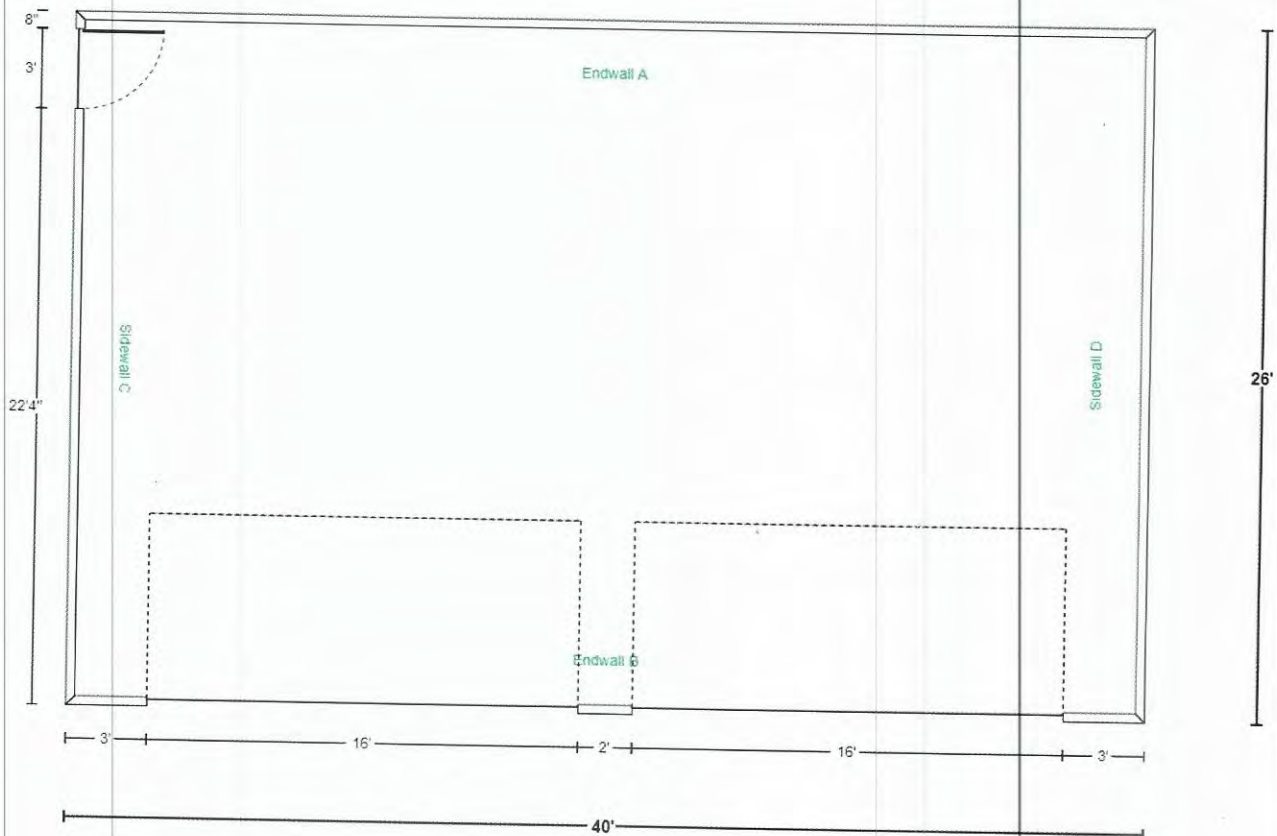 8"
3'
Endwall A
Sidewall C
Sidewall D
26'
22'4"
Endwall B
3'
16'
2'
16'
3'
40'